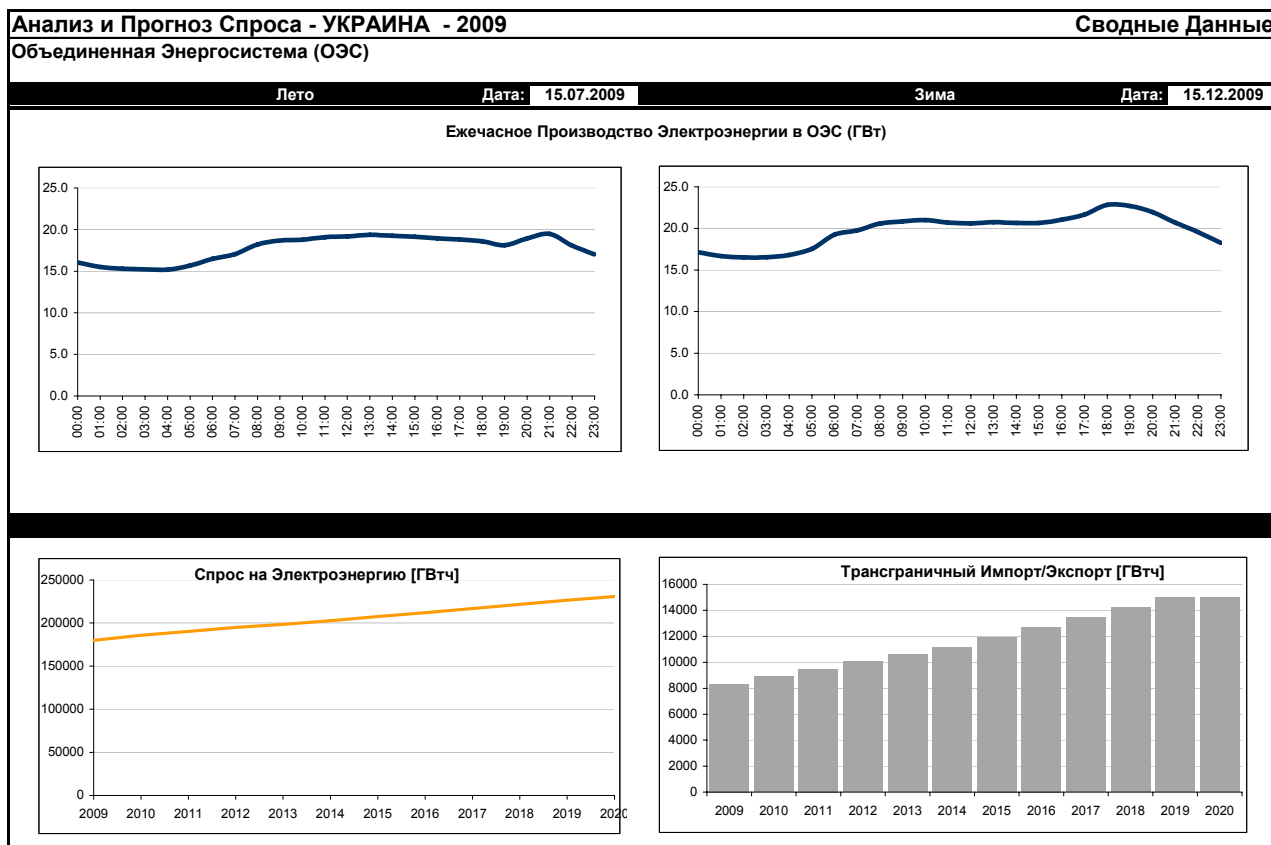 Анализ и Прогноз Спроса - УКРАИНА - 2009 Сводные Данные
Объединенная Энергосистема (ОЭС)
Лето Дата: 15.07.2009 Зима Дата: 15.12.2009
Ежечасное Производство Электроэнергии в ОЭС (ГВт)
25.0
20.0
15.0
10.0
5.0
0.0
00:00 01:00 02:00 03:00 04:00 05:00 06:00 07:00 08:00 09:00 10:00 11:00 12:00 13:00 14:00 15:00 16:00 17:00 18:00 19:00 20:00 21:00 22:00 23:00
25.0
20.0
15.0
10.0
5.0
0.0
00:00 01:00 02:00 03:00 04:00 05:00 06:00 07:00 08:00 09:00 10:00 11:00 12:00 13:00 14:00 15:00 16:00 17:00 18:00 19:00 20:00 21:00 22:00 23:00
Спрос на Электроэнергию [ГВтч]
250000
200000
150000
100000
50000
0
2009 2010 2011 2012 2013 2014 2015 2016 2017 2018 2019 2020
Трансграничный Импорт/Экспорт [ГВтч]
16000
14000
12000
10000
8000
6000
4000
2000
0
2009 2010 2011 2012 2013 2014 2015 2016 2017 2018 2019 2020